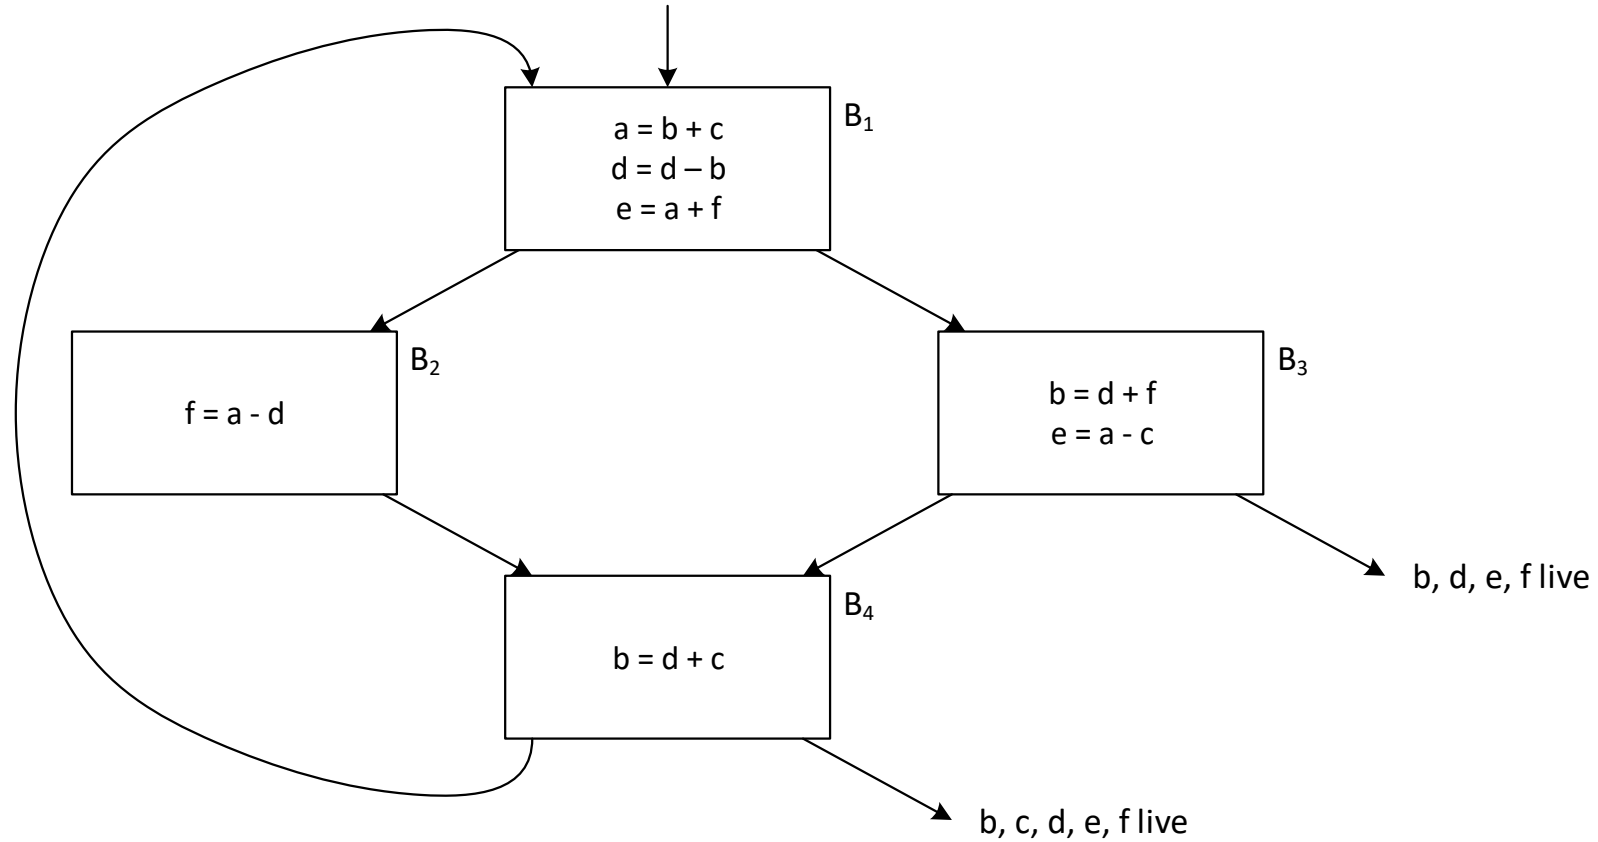 a = b + c
d = d – b
e = a + f
B₁
f = a - d
B₂
b = d + f
e = a - c
B₃
b, d, e, f live
b = d + c
B₄
b, c, d, e, f live